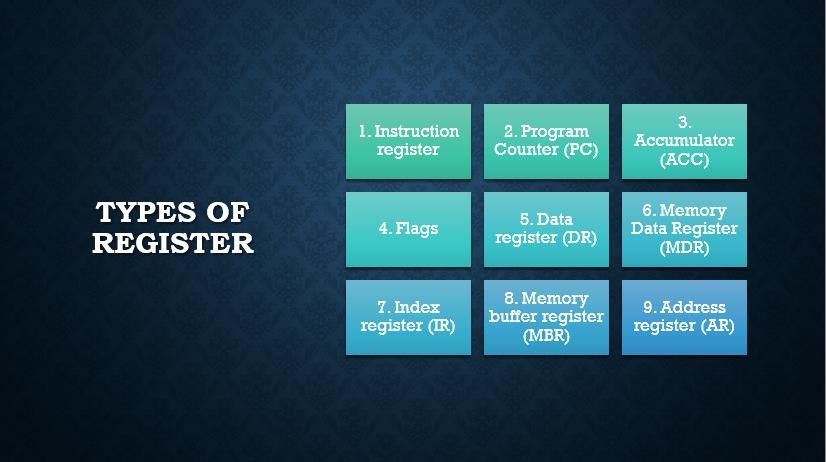 TYPES OF
REGISTER
1. Instruction
register
2. Program
Counter (PC)
3.
Accumulator
(ACC)
4. Flags
5. Data
register (DR)
6. Memory
Data Register
(MDR)
7. Index
register (IR)
8. Memory
buffer register
(MBR)
9. Address
register (AR)